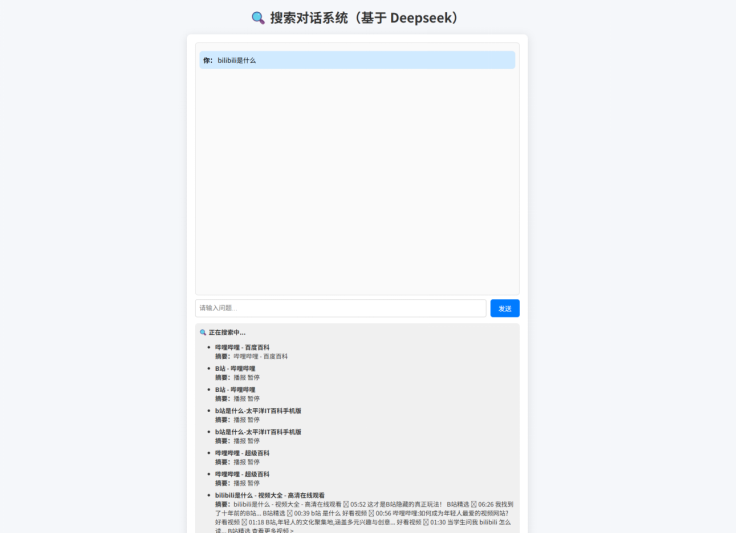 🔍 搜索对话系统（基于 Deepseek）
你： bilibili是什么
请输入问题...
发送
🔍 正在搜索中...
哔哩哔哩 - 百度百科
摘要：哔哩哔哩 - 百度百科
B站 - 哔哩哔哩
摘要：播报 暂停
B站 - 哔哩哔哩
摘要：播报 暂停
b站是什么-太平洋IT百科手机版
摘要：播报 暂停
b站是什么-太平洋IT百科手机版
摘要：播报 暂停
哔哩哔哩 - 超级百科
摘要：播报 暂停
哔哩哔哩 - 超级百科
摘要：播报 暂停
bilibili是什么 - 视频大全 - 高清在线观看
摘要：bilibili是什么 - 视频大全 - 高清在线观看 05:52 这才是B站隐藏的真正玩法！ B站精选 06:26 我找到
了十年前的B站... B站精选 00:39 b站 是什么 好看视频 00:56 哔哩哔哩:如何成为年轻人最爱的视频网站？
好看视频 01:18 B站,年轻人的文化聚集地,涵盖多元兴趣与创意... 好看视频 01:30 当学生问我 bilibili 怎么
读... B站精选 查看更多视频 >